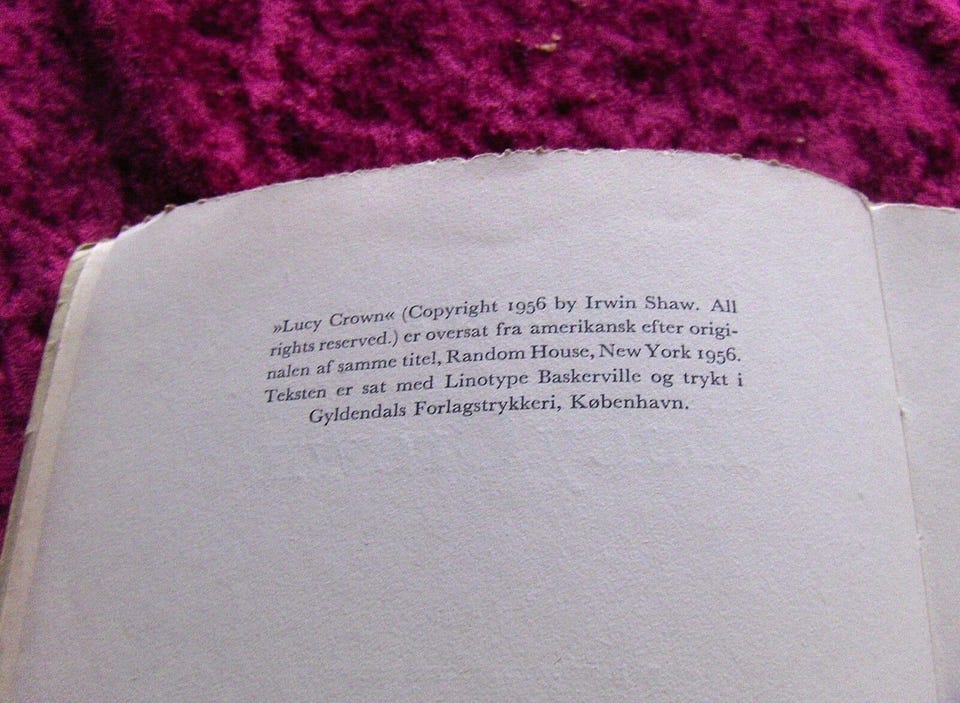 »Lucy Crown« (Copyright 1956 by Irwin Shaw. All
rights reserved.) er oversat fra amerikansk efter origi-
nalen af samme titel, Random House, New York 1956.
Teksten er sat med Linotype Baskerville og trykt i
Gyldendals Forlagstrykkeri, København.